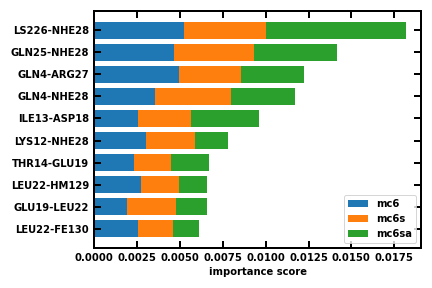 LS226-NHE28
GLN25-NHE28
GLN4-ARG27
GLN4-NHE28
ILE13-ASP18
LYS12-NHE28
THR14-GLU19
LEU22-HM129
GLU19-LEU22
LEU22-FE130
mc6
mc6s
mc6sa
0.0000 0.0025 0.0050 0.0075 0.0100 0.0125 0.0150 0.0175
importance score